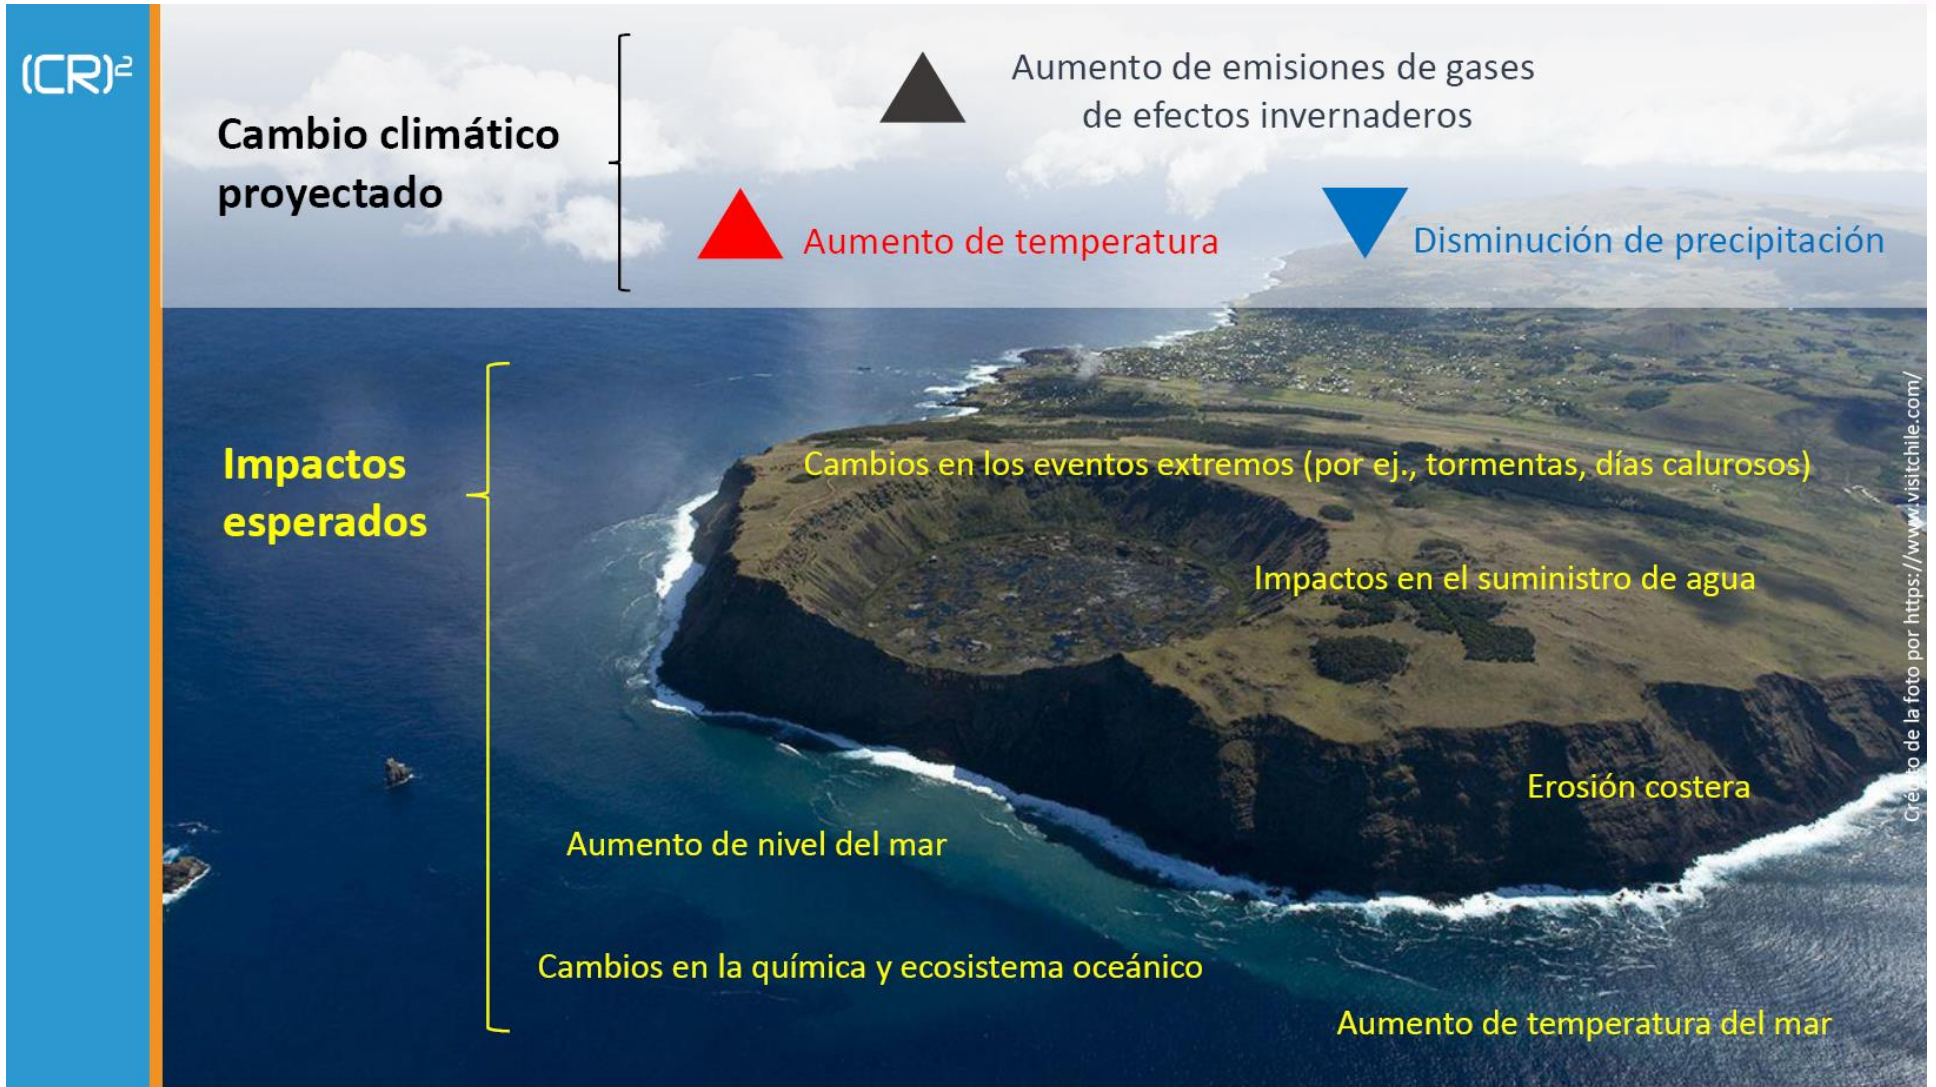 (CR)²
Cambio climático
proyectado
Aumento de emisiones de gases
de efectos invernaderos
Aumento de temperatura
Disminución de precipitación
Impactos
esperados
Cambios en los eventos extremos (por ej., tormentas, días calurosos)
Impactos en el suministro de agua
Erosión costera
Aumento de nivel del mar
Cambios en la química y ecosistema oceánico
Aumento de temperatura del mar
Crédito de la foto por https://www.visitchile.com/